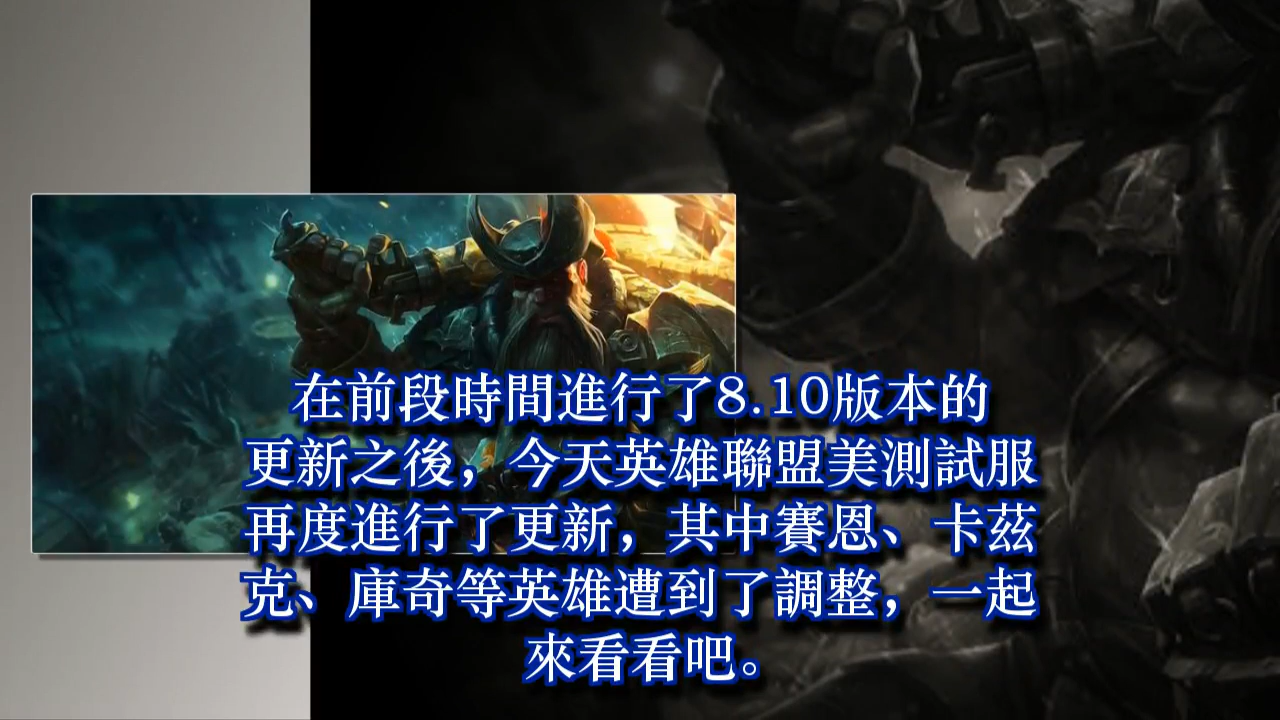 在前段時間進行了8.10版本的
更新之後，今天英雄聯盟美測試服
再度進行了更新，其中賽恩、卡茲
克、庫奇等英雄遭到了調整，一起
來看看吧。